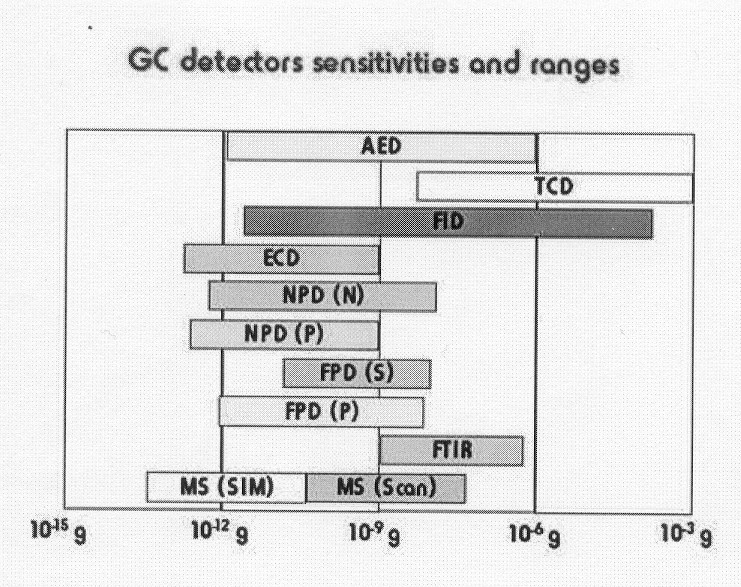 GC detectors sensitivities and ranges
AED
TCD
FID
ECD
NPD (N)
NPD (P)
FPD (S)
FPD (P)
FTIR
MS (SIM) MS (Scan)
10-15 g 10-12 g 10-9 g 10-6 g 10-3 g